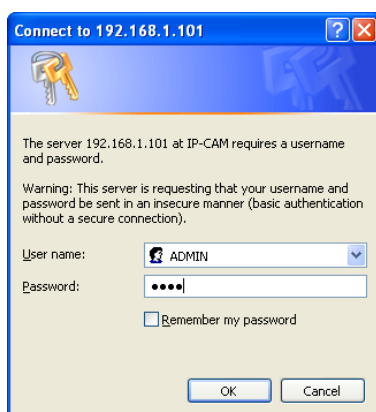 Connect to 192.168.1.101
The server 192.168.1.101 at IP-CAM requires a username
and password.
Warning: This server is requesting that your username and
password be sent in an insecure manner (basic authentication
without a secure connection).
User name: ADMIN
Password: ••••
Remember my password
OK Cancel